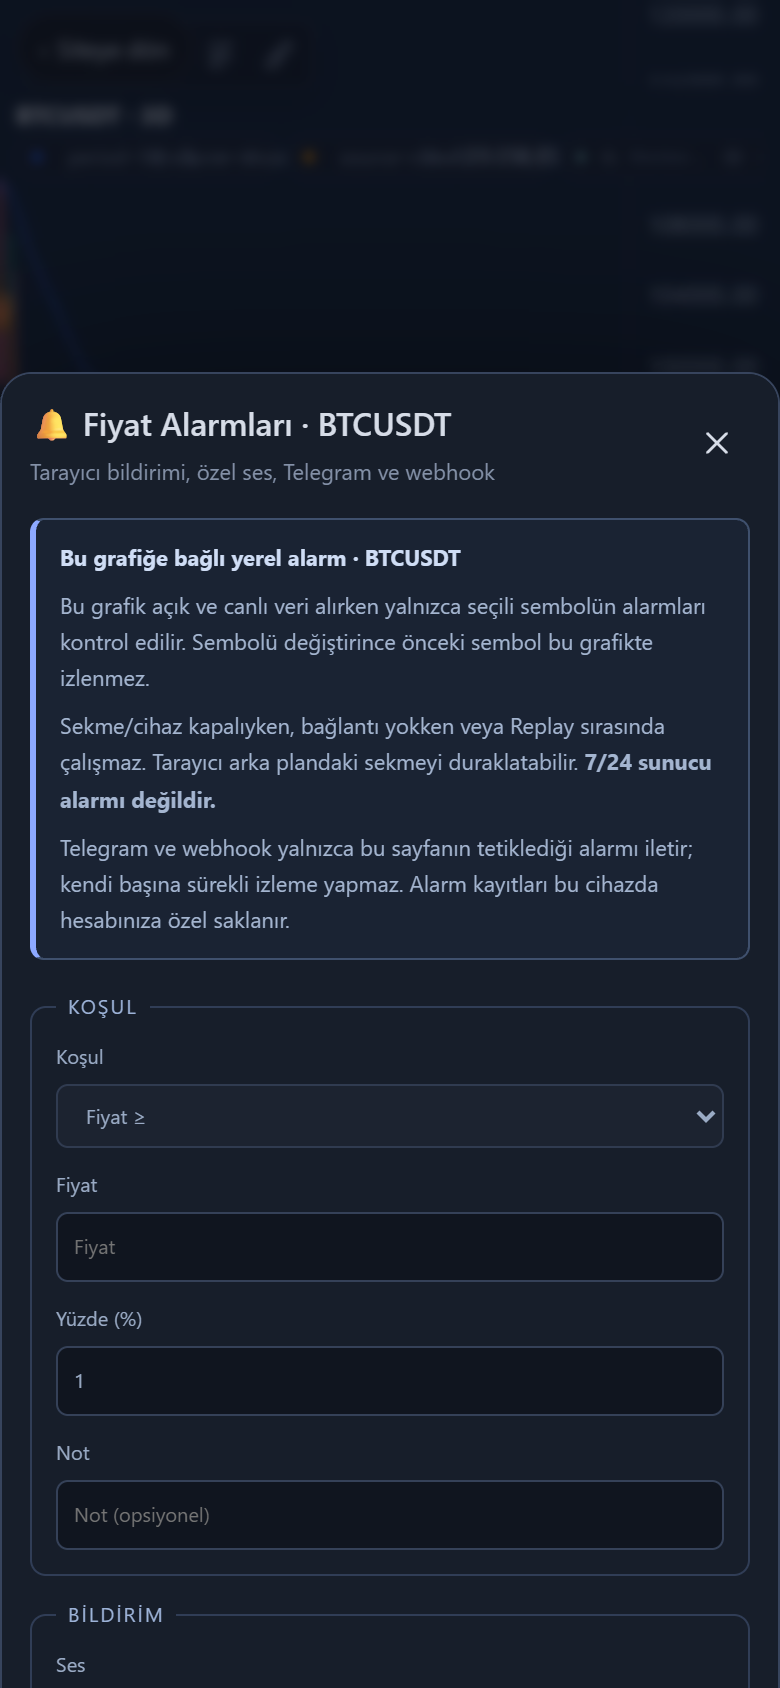 Fiyat Alarmları · BTCUSDT
Tarayıcı bildirimi, özel ses, Telegram ve webhook
Bu grafiğe bağlı yerel alarm · BTCUSDT
Bu grafik açık ve canlı veri alırken yalnızca seçili sembolün alarmları
kontrol edilir. Sembolü değiştirince önceki sembol bu grafikte
izlenmez.
Sekme/cihaz kapalıyken, bağlantı yokken veya Replay sırasında
çalışmaz. Tarayıcı arka plandaki sekmeyi duraklatabilir. 7/24 sunucu
alarmı değildir.
Telegram ve webhook yalnızca bu sayfanın tetiklediği alarmı iletir;
kendi başına sürekli izleme yapmaz. Alarm kayıtları bu cihazda
hesabınıza özel saklanır.
KOŞUL
Koşul
Fiyat ≥
Fiyat
Fiyat
Yüzde (%)
1
Not
Not (opsiyonel)
BİLDİRİM
Ses